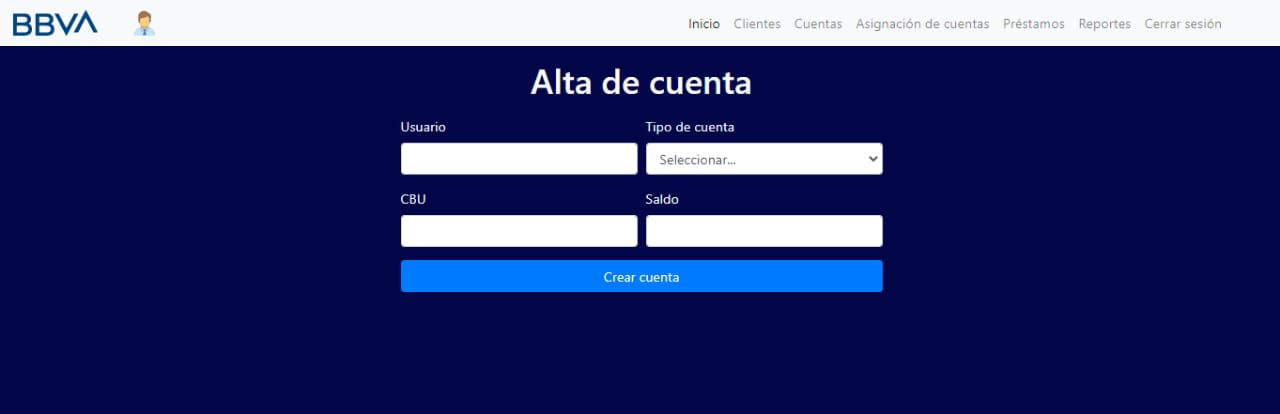 BBVA Inicio Clientes Cuentas Asignación de cuentas Préstamos Reportes Cerrar sesión
Alta de cuenta
Usuario Tipo de cuenta
Seleccionar...
CBU Saldo
Crear cuenta